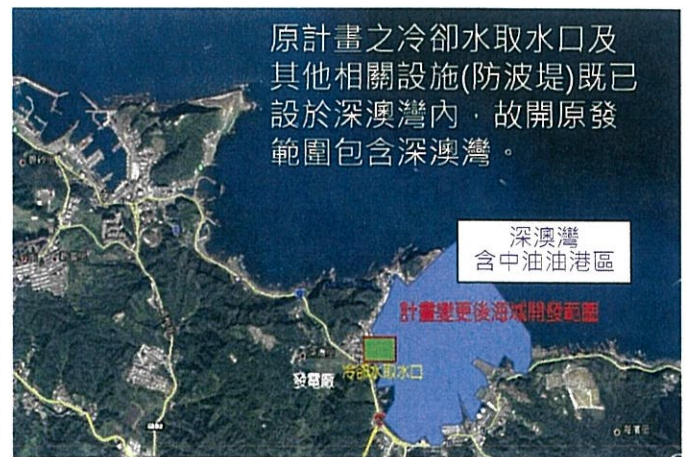 原計畫之冷卻水取水口及
其他相關設施(防波堤)既已
設於深澳灣內，故開原發
範圍包含深澳灣。
深澳灣
含中油油港區
計畫變更後海域開發範圍
冷卻水取水口
發電廠